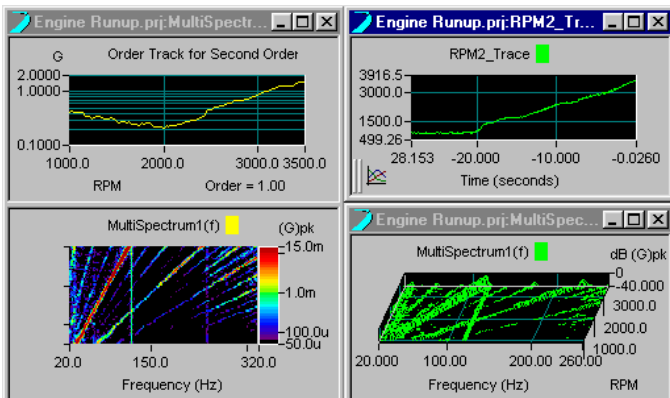 Engine Runup.prj:MultiSpectr...
G Order Track for Second Order
2.0000
1.0000
0.1000
1000.0 2000.0 3000.0 3500.0
RPM Order = 1.00
Engine Runup.prj:RPM2_Tr...
RPM2_Trace
3916.5
3000.0
1500.0
499.26
28.153 -20.000 -10.000 -0.0260
Time (seconds)
MultiSpectrum1(f) (G)pk
15.0m
1.0m
100.0u
50.0u
20.0 150.0 320.0
Frequency (Hz)
Engine Runup.prj:MultiSpec...
MultiSpectrum1(f) dB (G)pk
0
-40.000
3000.0
2000.0
1000.0
20.000 100.00 200.00 260.00
Frequency (Hz) RPM